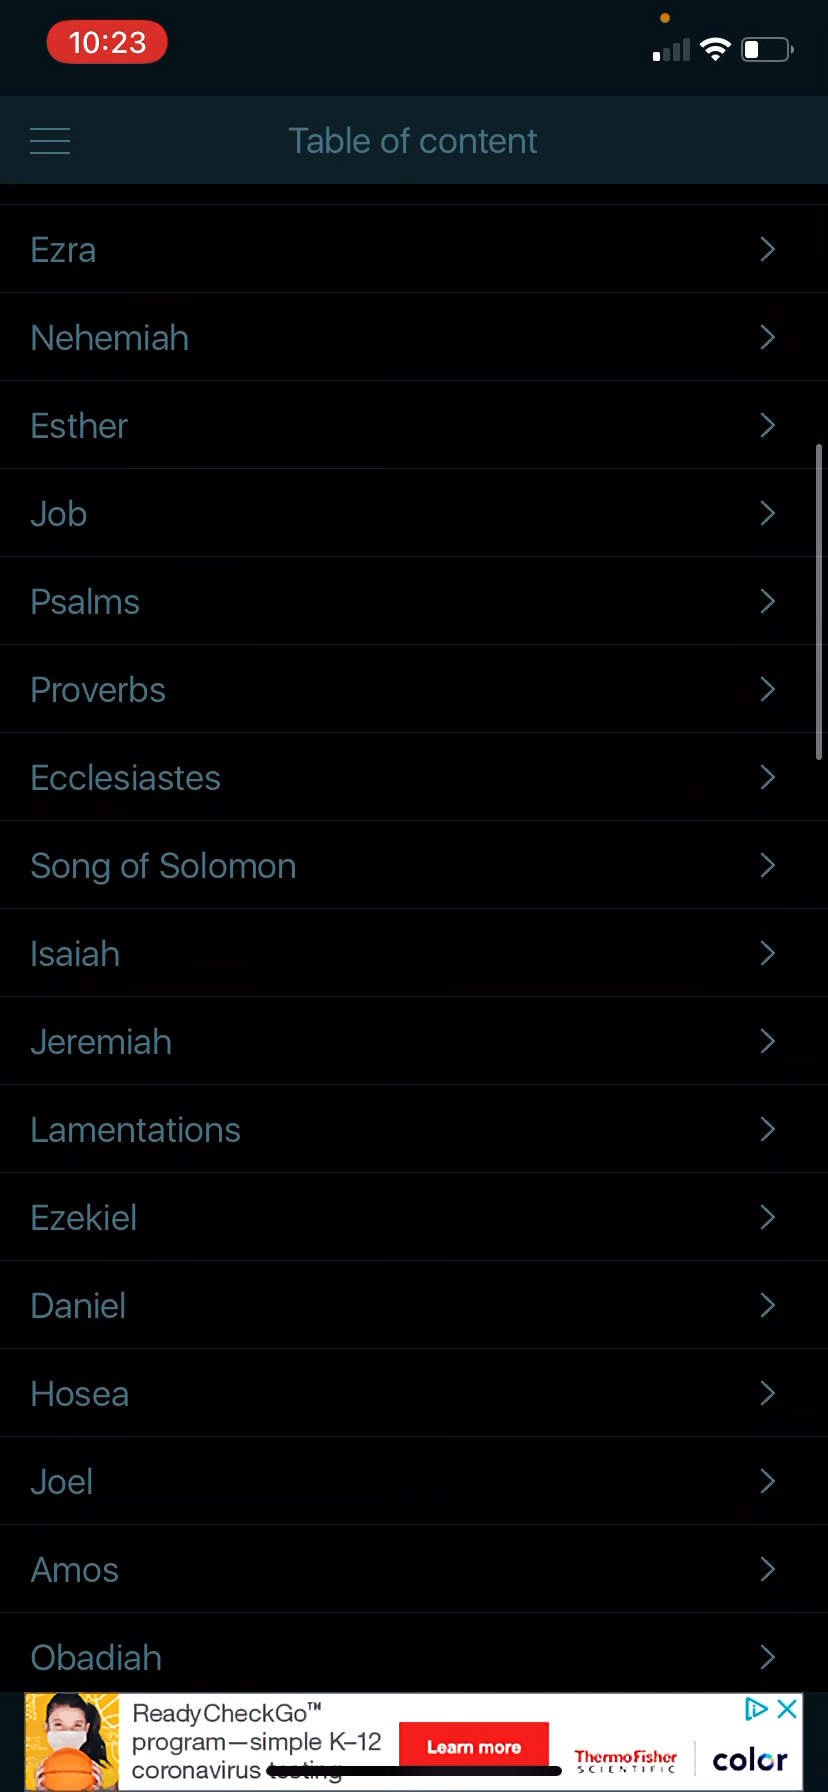 10:23
Table of content
Ezra
Nehemiah
Esther
Job
Psalms
Proverbs
Ecclesiastes
Song of Solomon
Isaiah
Jeremiah
Lamentations
Ezekiel
Daniel
Hosea
Joel
Amos
Obadiah
ReadyCheckGo™
program—simple K–12
coronavirus testing
Learn more
ThermoFisher
SCIENTIFIC
color